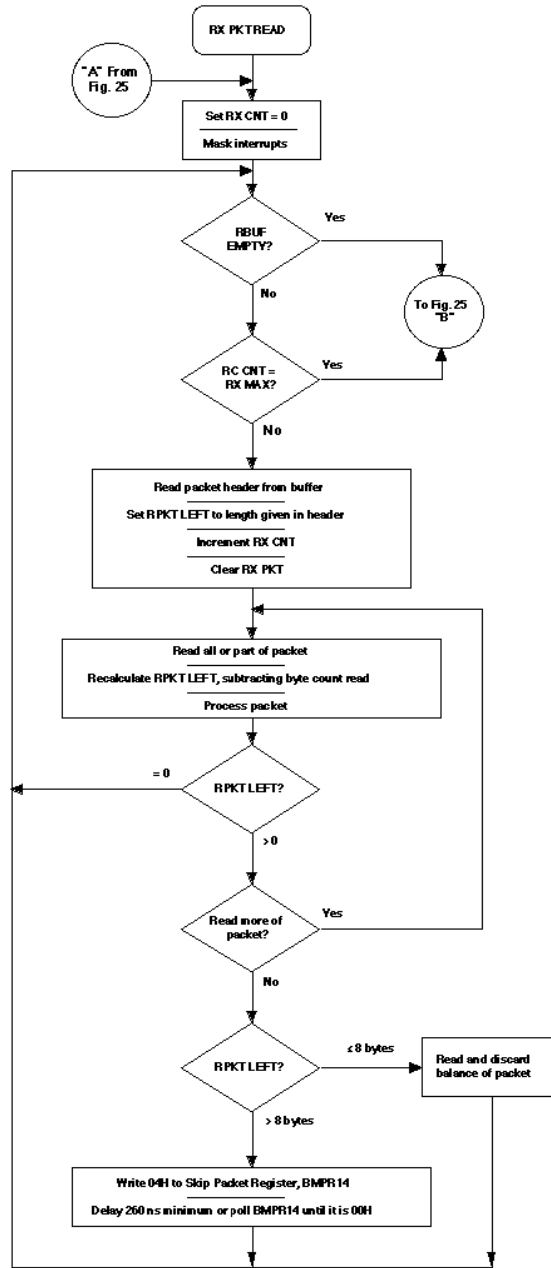 RX PKTREAD
"A" From
Fig. 25
Set RX CNT = 0
Mask interrupts
RBUF
EMPTY?
Yes
No
To Fig. 25
"B"
RC CNT =
RX MAX?
Yes
No
Read packet header from buffer
Set RPKT LEFT to length given in header
Increment RX CNT
Clear RX PKT
Read all or part of packet
Recalculate RPKT LEFT, subtracting byte count read
Process packet
= 0
RPKT LEFT?
> 0
Read more of
packet?
Yes
No
RPKT LEFT?
≤ 8 bytes
Read and discard
balance of packet
> 8 bytes
Write 04H to Skip Packet Register, BMPR14
Delay 260 ns minimum or poll BMPR14 until it is 00H